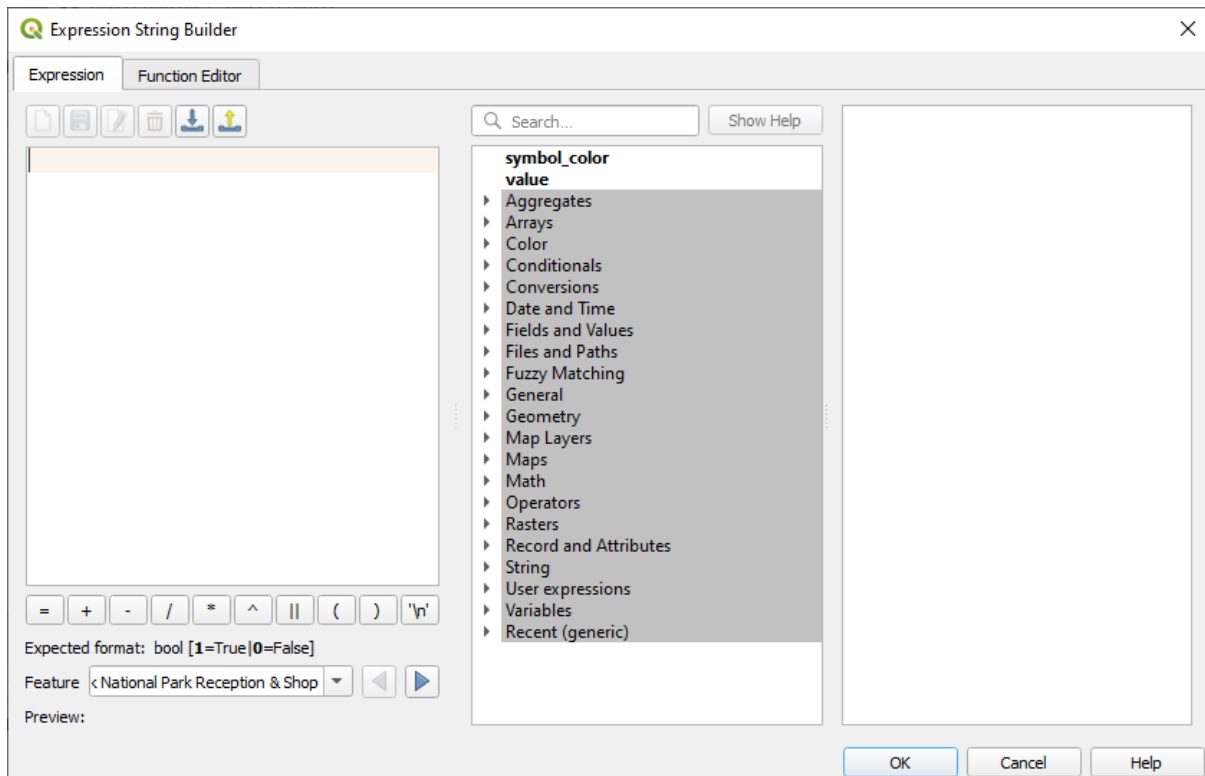 Expression String Builder
Expression
Function Editor
Search...
Show Help
symbol_color
value
Aggregates
Arrays
Color
Conditionals
Conversions
Date and Time
Fields and Values
Files and Paths
Fuzzy Matching
General
Geometry
Map Layers
Maps
Math
Operators
Rasters
Record and Attributes
String
User expressions
Variables
Recent (generic)
= + - / * ^ || ( ) '\n'
Expected format: bool [1=True|0=False]
Feature National Park Reception & Shop
Preview:
OK Cancel Help